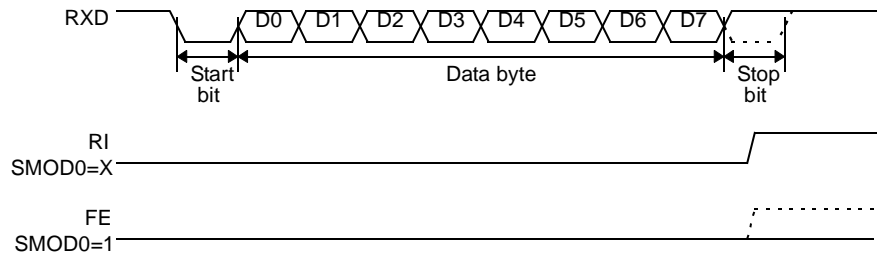 RXD D0 D1 D2 D3 D4 D5 D6 D7
Start bit
Data byte
Stop bit
RI
SMOD0=X
FE
SMOD0=1